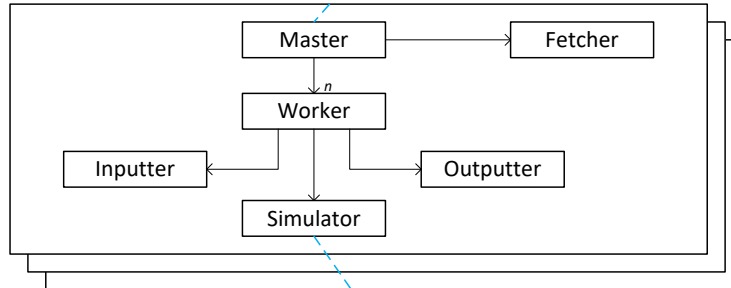 Master
Fetcher
n
Worker
Inputter
Outputter
Simulator